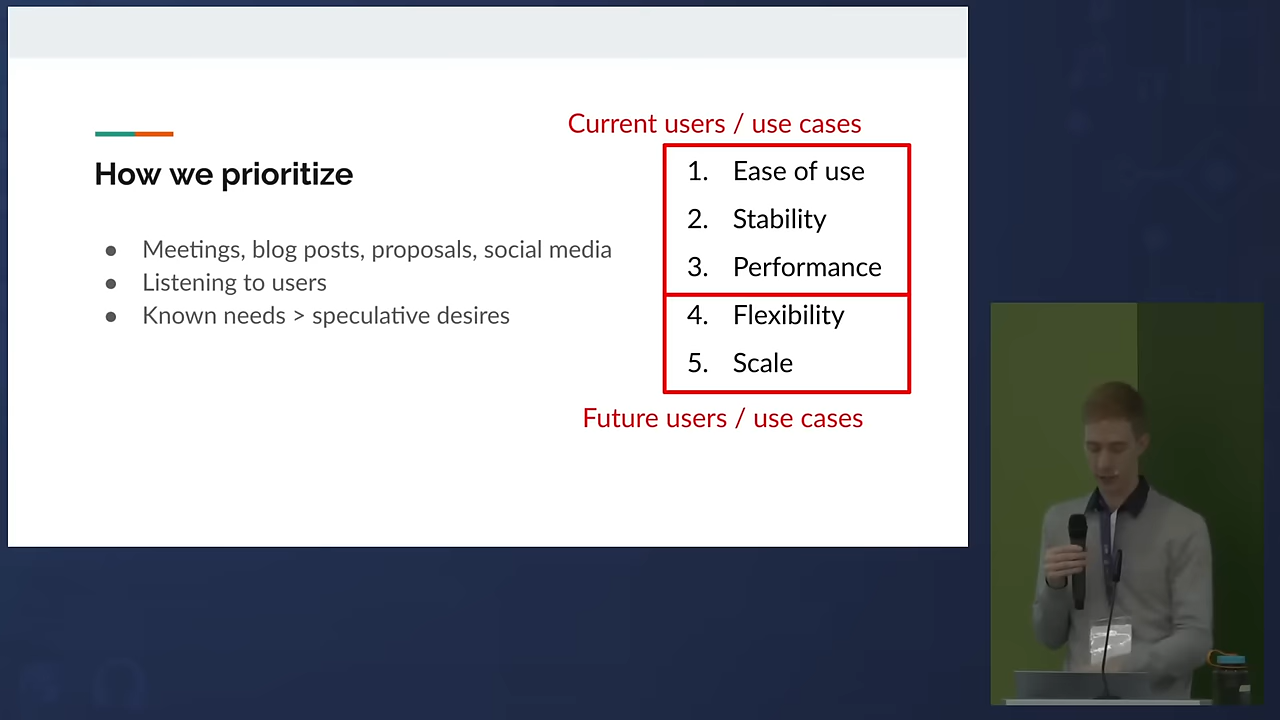 How we prioritize
● Meetings, blog posts, proposals, social media
● Listening to users
● Known needs > speculative desires
Current users / use cases
1. Ease of use
2. Stability
3. Performance
4. Flexibility
5. Scale
Future users / use cases